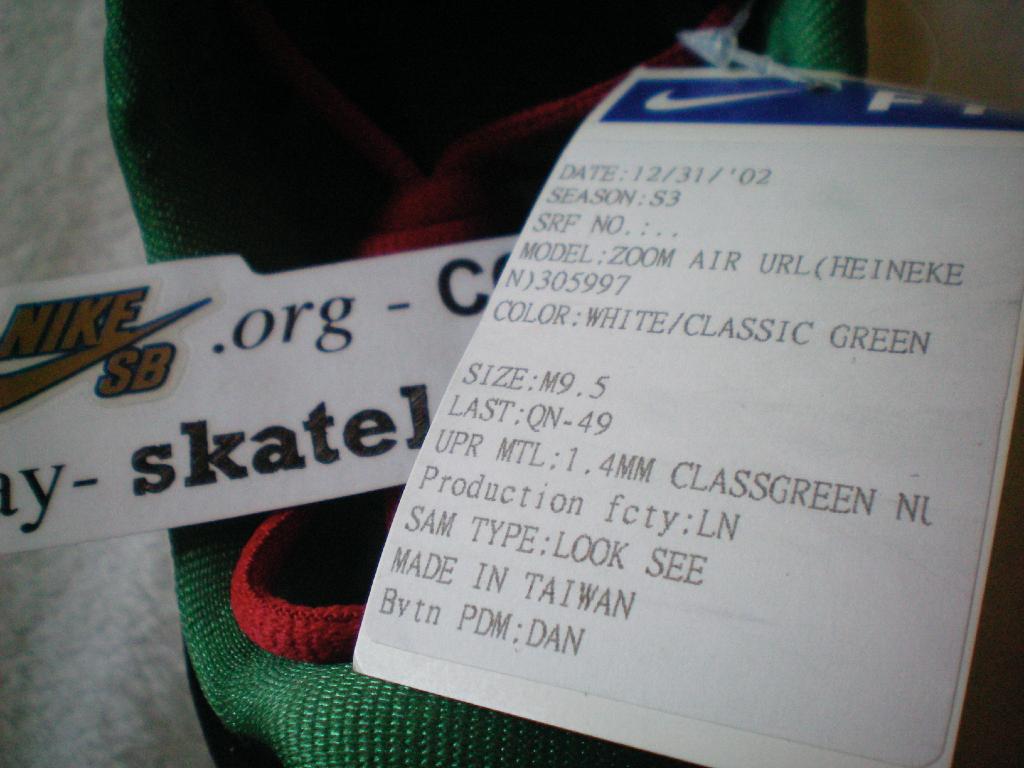 DATE:12/31/'02
SEASON:S3
SRF NO.:..
MODEL:ZOOM AIR URL(HEINEKE
N)305997
COLOR:WHITE/CLASSIC GREEN
SIZE:M9.5
LAST:QN-49
UPR MTL:1.4MM CLASSGREEN NU
Production fcty:LN
SAM TYPE:LOOK SEE
MADE IN TAIWAN
Bvtn PDM:DAN
NIKE
SB
.org -